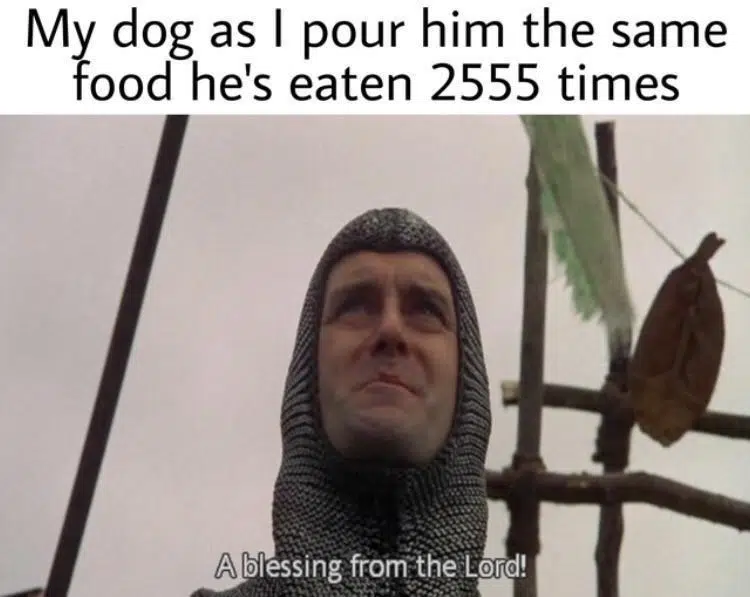 My dog as I pour him the same
food he's eaten 2555 times
A blessing from the Lord!